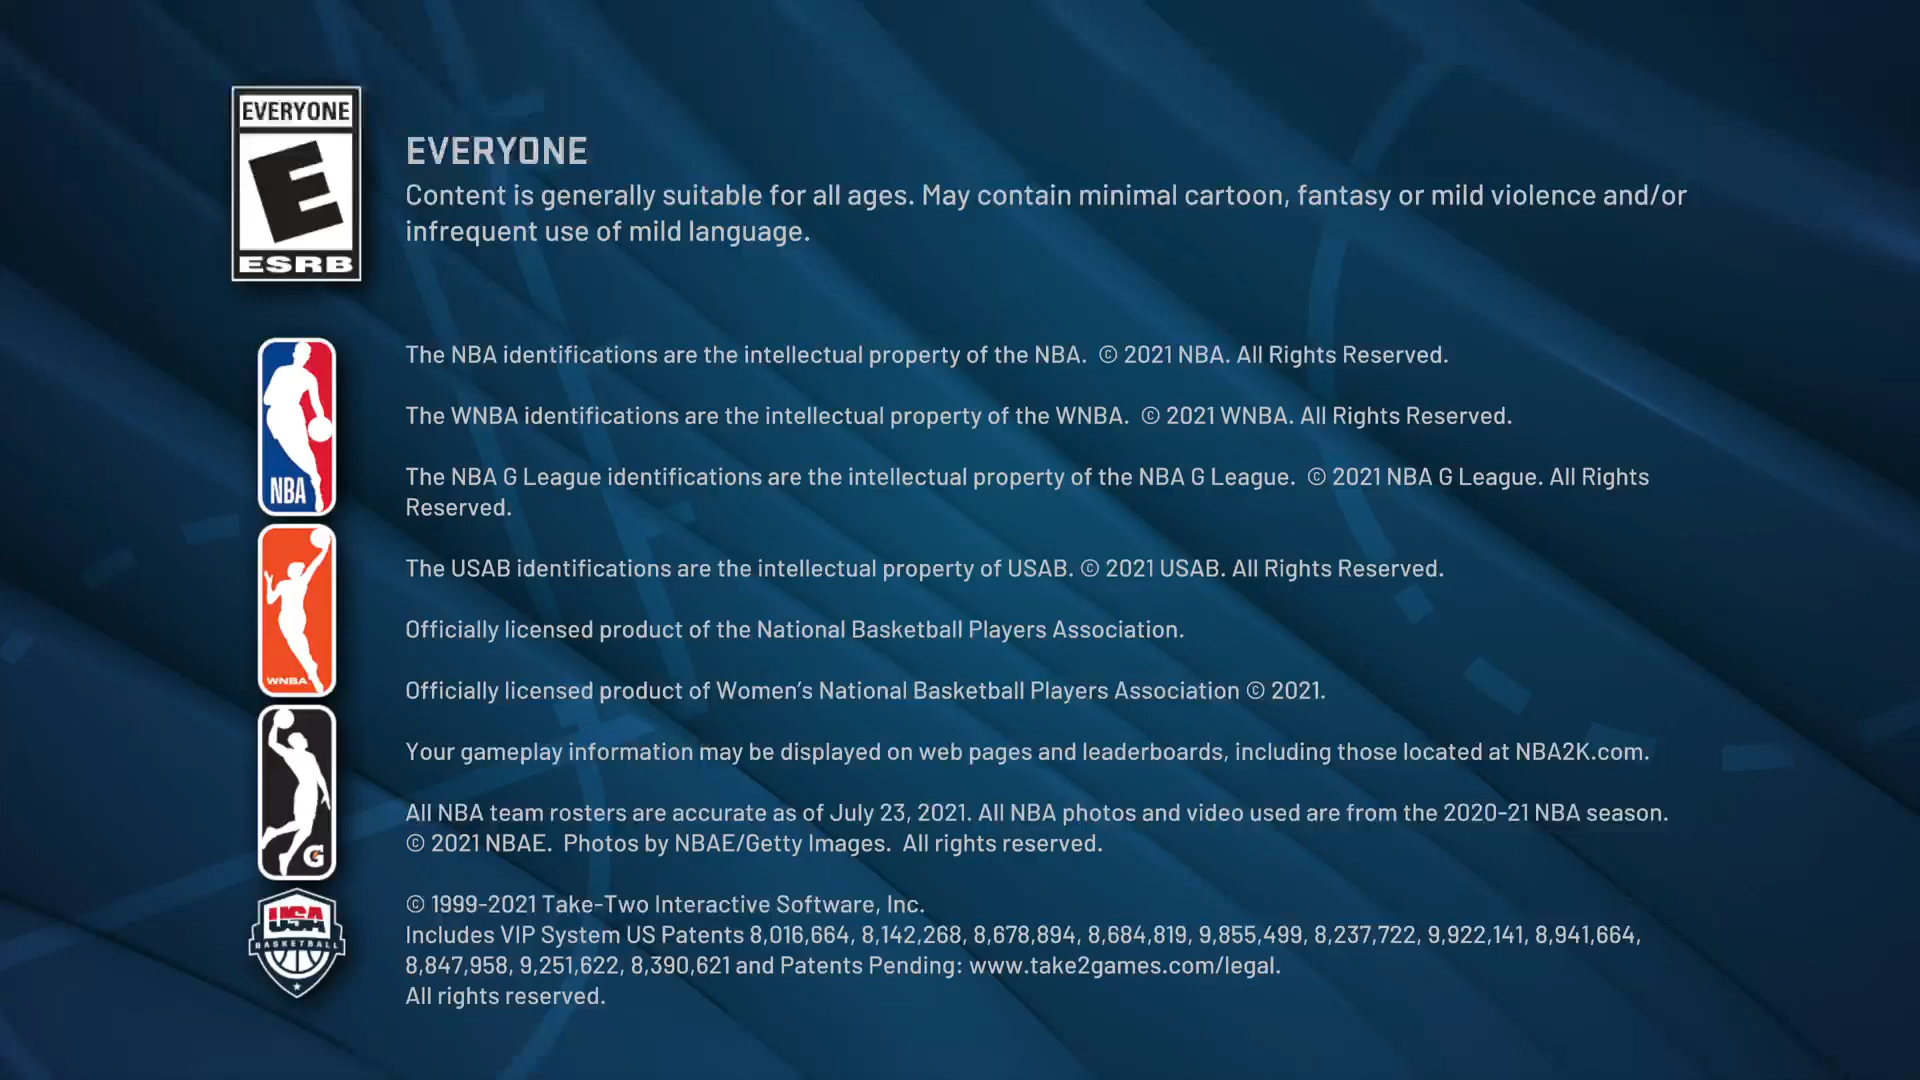 EVERYONE
E
ESRB
EVERYONE
Content is generally suitable for all ages. May contain minimal cartoon, fantasy or mild violence and/or
infrequent use of mild language.
NBA
The NBA identifications are the intellectual property of the NBA.  © 2021 NBA. All Rights Reserved.
The WNBA identifications are the intellectual property of the WNBA.  © 2021 WNBA. All Rights Reserved.
The NBA G League identifications are the intellectual property of the NBA G League.  © 2021 NBA G League. All Rights
Reserved.
WNBA
The USAB identifications are the intellectual property of USAB. © 2021 USAB. All Rights Reserved.
Officially licensed product of the National Basketball Players Association.
Officially licensed product of Women's National Basketball Players Association © 2021.
G
Your gameplay information may be displayed on web pages and leaderboards, including those located at NBA2K.com.
All NBA team rosters are accurate as of July 23, 2021. All NBA photos and video used are from the 2020-21 NBA season.
© 2021 NBAE.  Photos by NBAE/Getty Images.  All rights reserved.
USA
BASKETBALL
© 1999-2021 Take-Two Interactive Software, Inc.
Includes VIP System US Patents 8,016,664, 8,142,268, 8,678,894, 8,684,819, 9,855,499, 8,237,722, 9,922,141, 8,941,664,
8,847,958, 9,251,622, 8,390,621 and Patents Pending: www.take2games.com/legal.
All rights reserved.